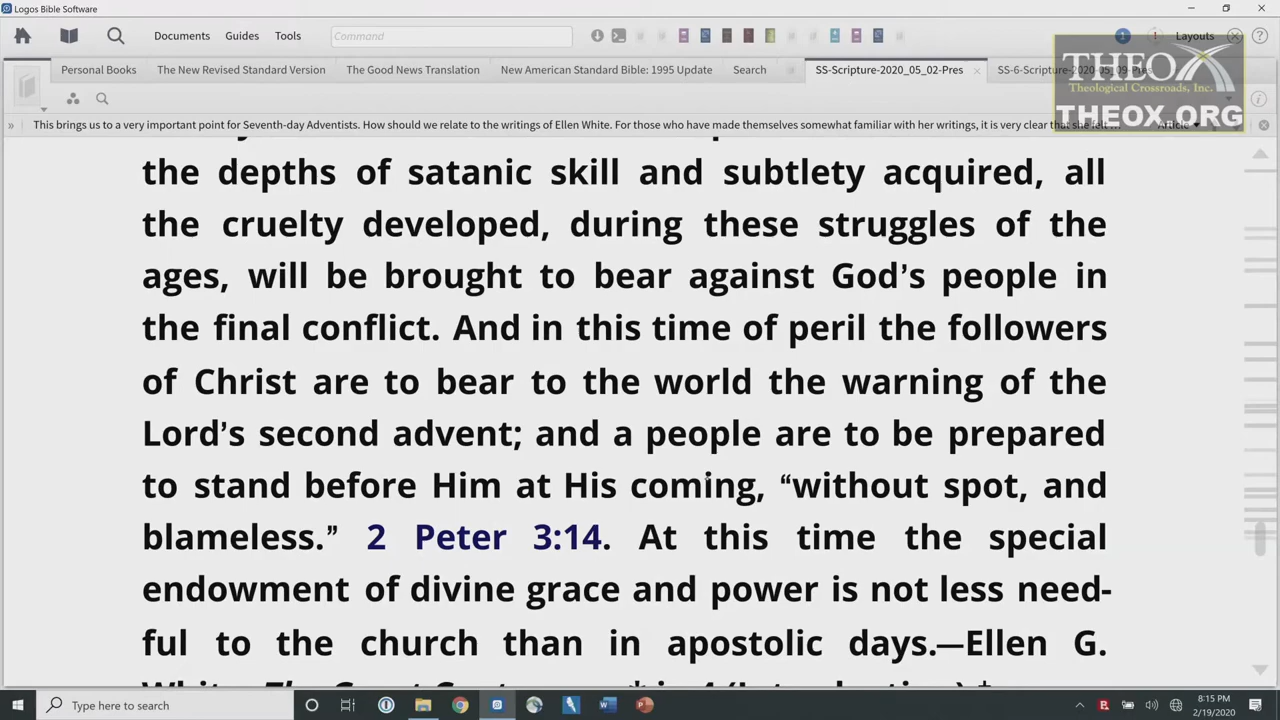 Logos Bible Software
Documents Guides Tools Command Layouts
1
THEOX
Theological Crossroads, Inc.
THEOX.ORG
Personal Books The New Revised Standard Version The American Standard Bible: 1995 Update Search SS-Scripture-2020_05_02-Pres SS-6-Scripture-2020-05_09-Pres
» This brings us to a very important point for Seventh-day Adventists and we relate to the writings of Ellen White. For those who have made themselves somewhat familiar with her writings, it is very clear that she felt ... Article
the depths of satanic skill and subtlety acquired, all
the cruelty developed, during these struggles of the
ages, will be brought to bear against God’s people in
the final conflict. And in this time of peril the followers
of Christ are to bear to the world the warning of the
Lord’s second advent; and a people are to be prepared
to stand before Him at His coming, “without spot, and
blameless.” 2 Peter 3:14. At this time the special
endowment of divine grace and power is not less need-
ful to the church than in apostolic days.—Ellen G.
Type here to search
8:15 PM
2/19/2020